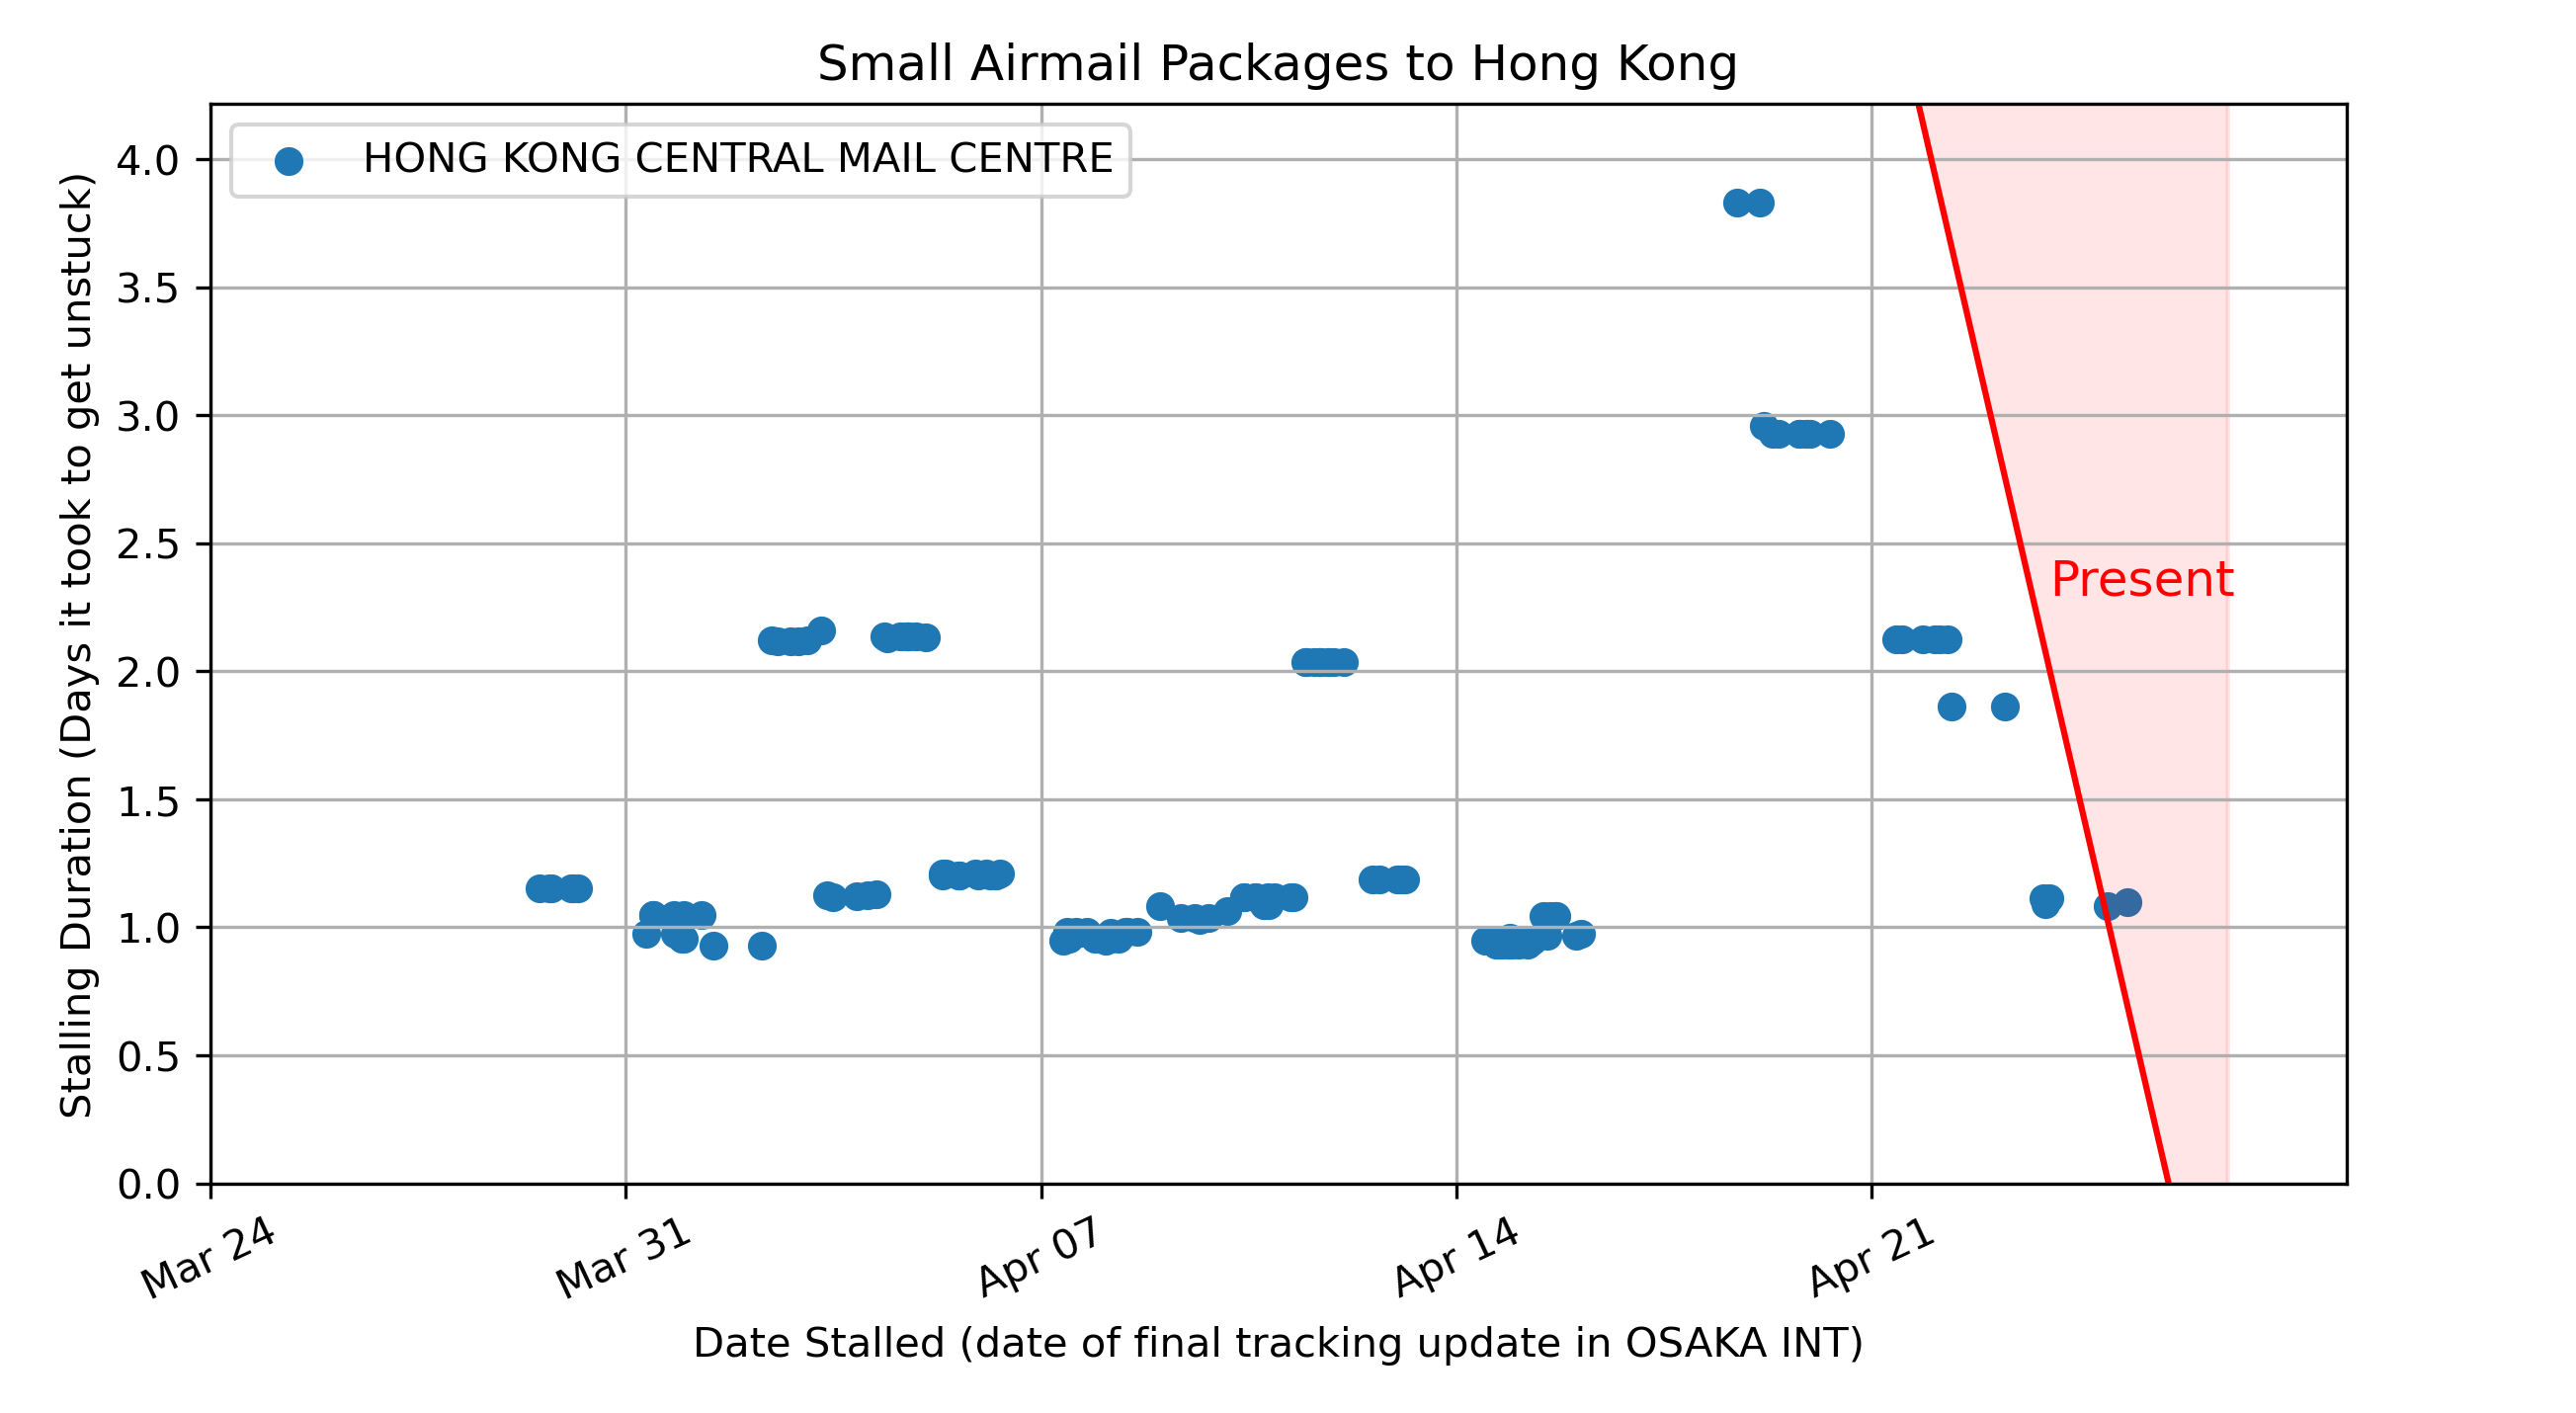 Small Airmail Packages to Hong Kong
HONG KONG CENTRAL MAIL CENTRE
Stalling Duration (Days it took to get unstuck)
4.0
3.5
3.0
2.5
2.0
1.5
1.0
0.5
0.0
Present
Mar 24
Mar 31
Apr 07
Apr 14
Apr 21
Date Stalled (date of final tracking update in OSAKA INT)